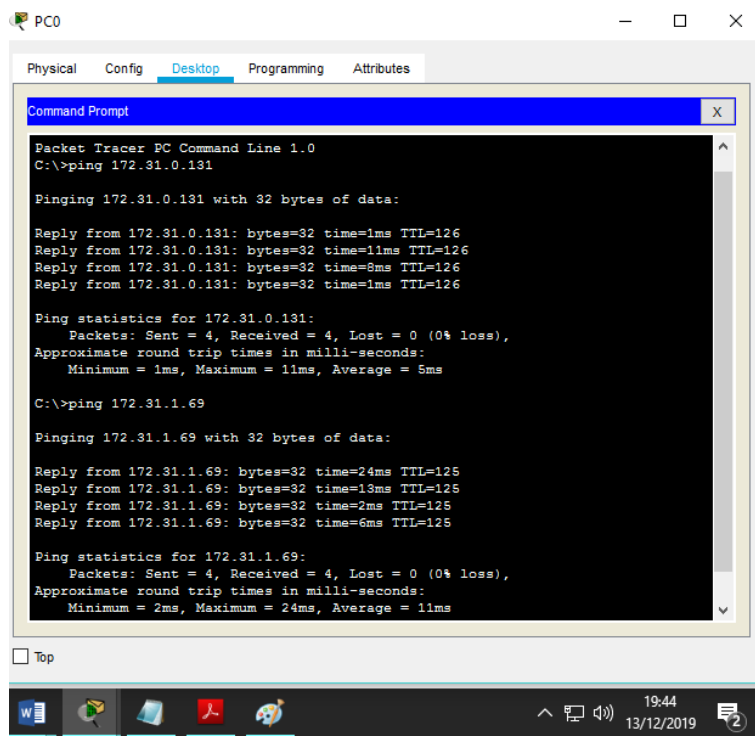 PC0
Physical Config Desktop Programming Attributes
Command Prompt X
Packet Tracer PC Command Line 1.0
C:\>ping 172.31.0.131
Pinging 172.31.0.131 with 32 bytes of data:
Reply from 172.31.0.131: bytes=32 time=1ms TTL=126
Reply from 172.31.0.131: bytes=32 time=11ms TTL=126
Reply from 172.31.0.131: bytes=32 time=8ms TTL=126
Reply from 172.31.0.131: bytes=32 time=1ms TTL=126
Ping statistics for 172.31.0.131:
Packets: Sent = 4, Received = 4, Lost = 0 (0% loss),
Approximate round trip times in milli-seconds:
Minimum = 1ms, Maximum = 11ms, Average = 5ms
C:\>ping 172.31.1.69
Pinging 172.31.1.69 with 32 bytes of data:
Reply from 172.31.1.69: bytes=32 time=24ms TTL=125
Reply from 172.31.1.69: bytes=32 time=13ms TTL=125
Reply from 172.31.1.69: bytes=32 time=2ms TTL=125
Reply from 172.31.1.69: bytes=32 time=6ms TTL=125
Ping statistics for 172.31.1.69:
Packets: Sent = 4, Received = 4, Lost = 0 (0% loss),
Approximate round trip times in milli-seconds:
Minimum = 2ms, Maximum = 24ms, Average = 11ms
Top
19:44
13/12/2019
2